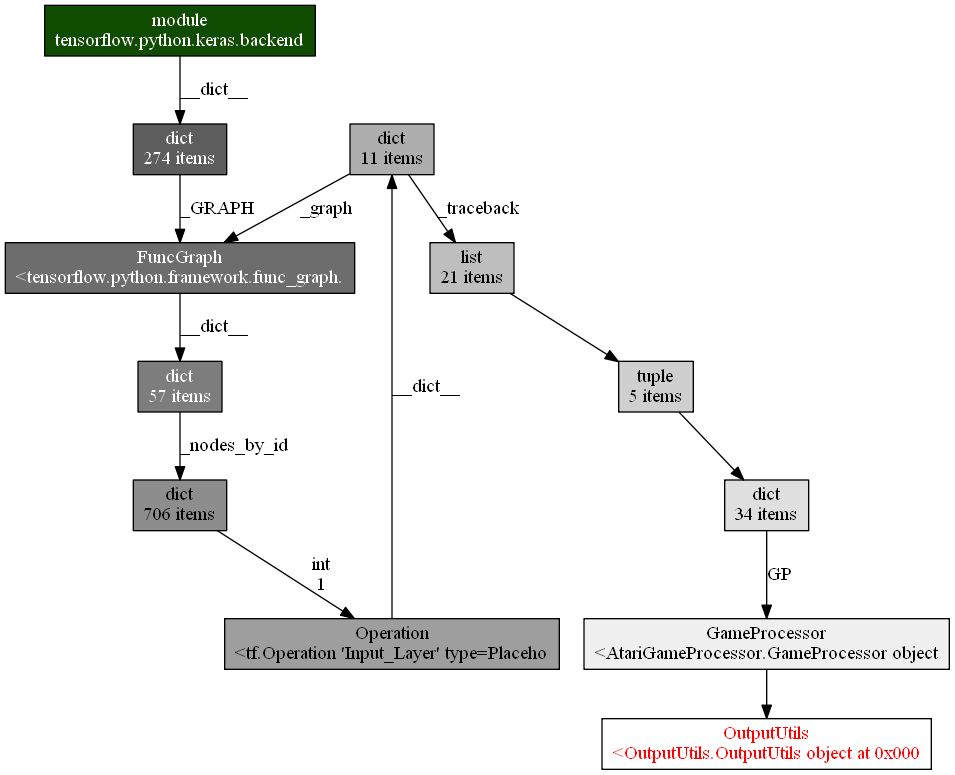 module
tensorflow.python.keras.backend
__dict__
dict
274 items
dict
11 items
_GRAPH
_graph
_traceback
FuncGraph
<tensorflow.python.framework.func_graph.
list
21 items
__dict__
dict
57 items
tuple
5 items
__dict__
_nodes_by_id
dict
706 items
dict
34 items
int
1
GP
Operation
<tf.Operation 'Input_Layer' type=Placeho
GameProcessor
<AtariGameProcessor.GameProcessor object
OutputUtils
<OutputUtils.OutputUtils object at 0x000